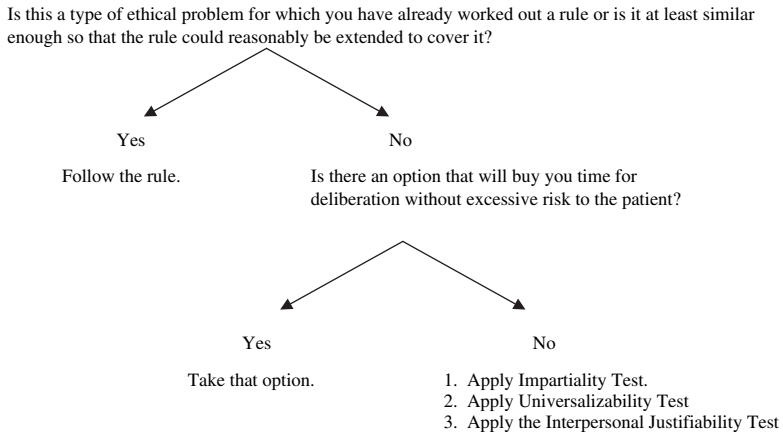 Is this a type of ethical problem for which you have already worked out a rule or is it at least similar
enough so that the rule could reasonably be extended to cover it?
Yes
No
Follow the rule.
Is there an option that will buy you time for
deliberation without excessive risk to the patient?
Yes
No
Take that option.
1. Apply Impartiality Test.
2. Apply Universalizability Test
3. Apply the Interpersonal Justifiability Test